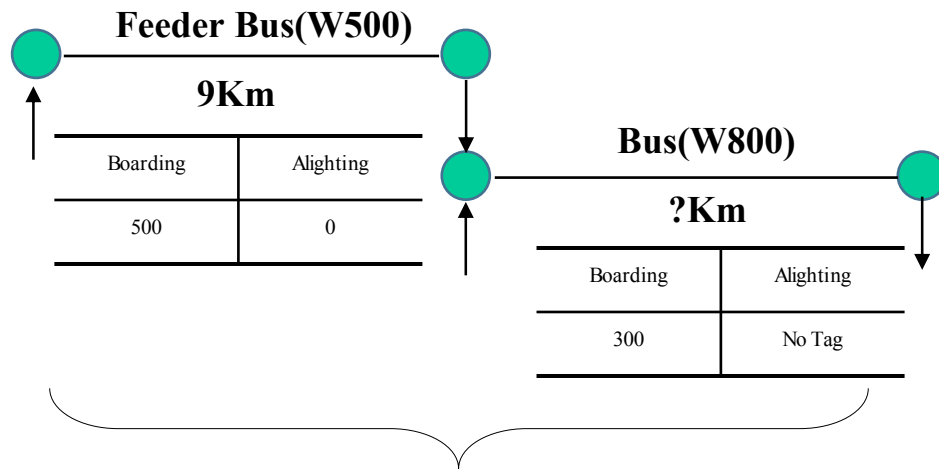 Feeder Bus(W500)
9Km
Boarding Alighting
500 0
Bus(W800)
?Km
Boarding Alighting
300 No Tag